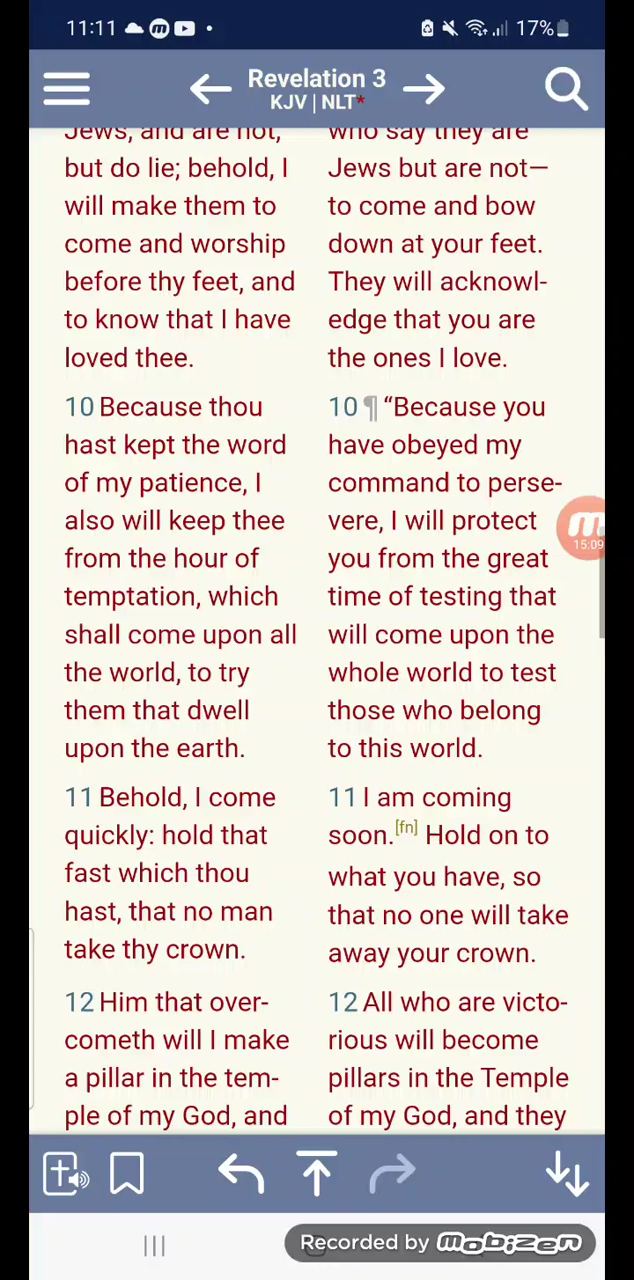 11:11
17%
Revelation 3
KJV | NLT*
Jews, and are not,
but do lie; behold, I
will make them to
come and worship
before thy feet, and
to know that I have
loved thee.
10 Because thou
hast kept the word
of my patience, I
also will keep thee
from the hour of
temptation, which
shall come upon all
the world, to try
them that dwell
upon the earth.
11 Behold, I come
quickly: hold that
fast which thou
hast, that no man
take thy crown.
12 Him that over-
cometh will I make
a pillar in the tem-
ple of my God, and
who say they are
Jews but are not—
to come and bow
down at your feet.
They will acknowl-
edge that you are
the ones I love.
10 ¶ “Because you
have obeyed my
command to perse-
vere, I will protect
you from the great
time of testing that
will come upon the
whole world to test
those who belong
to this world.
11 I am coming
soon.[fn] Hold on to
what you have, so
that no one will take
away your crown.
12 All who are victo-
rious will become
pillars in the Temple
of my God, and they
m
15:09
Recorded by mobizen